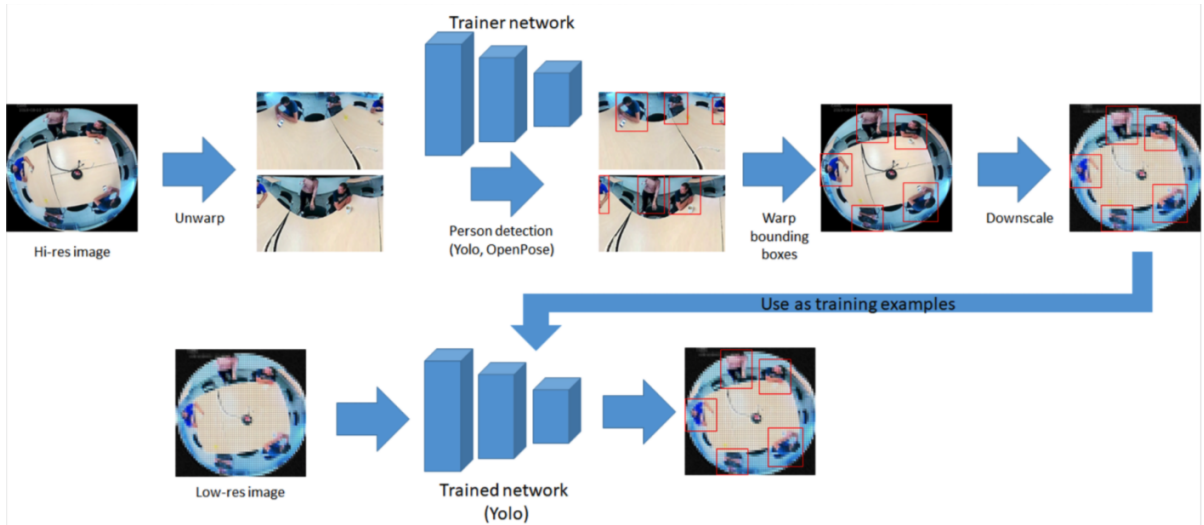 Trainer network
Hi-res image
Unwarp
Person detection
(Yolo, OpenPose)
Warp
bounding
boxes
Downscale
Use as training examples
Low-res image
Trained network
(Yolo)